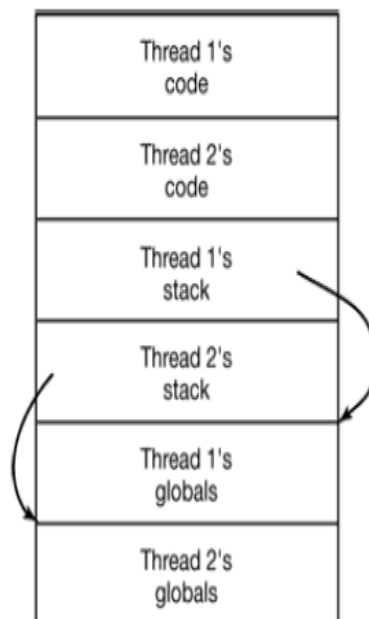 Thread 1's
code
Thread 2's
code
Thread 1's
stack
Thread 2's
stack
Thread 1's
globals
Thread 2's
globals